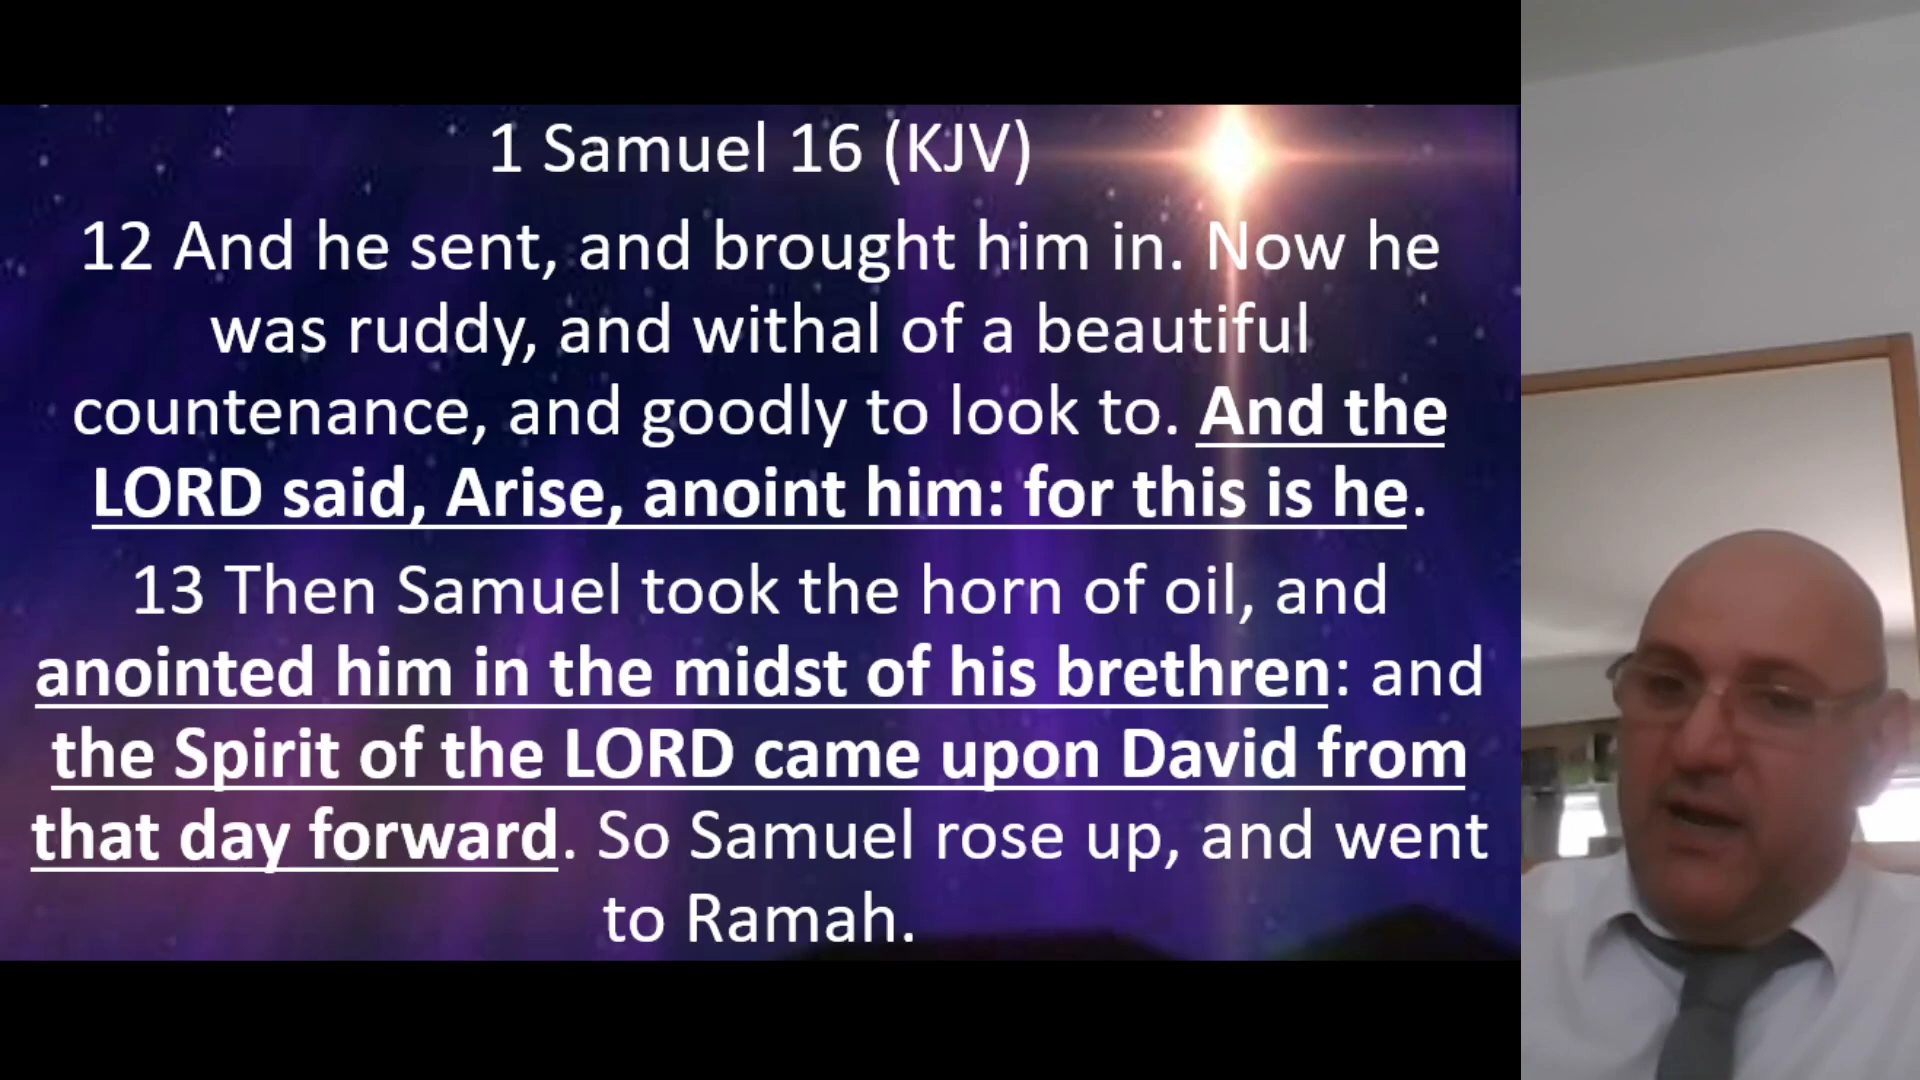 1 Samuel 16 (KJV)
12 And he sent, and brought him in. Now he
was ruddy, and withal of a beautiful
countenance, and goodly to look to. And the
LORD said, Arise, anoint him: for this is he.
13 Then Samuel took the horn of oil, and
anointed him in the midst of his brethren: and
the Spirit of the LORD came upon David from
that day forward. So Samuel rose up, and went
to Ramah.